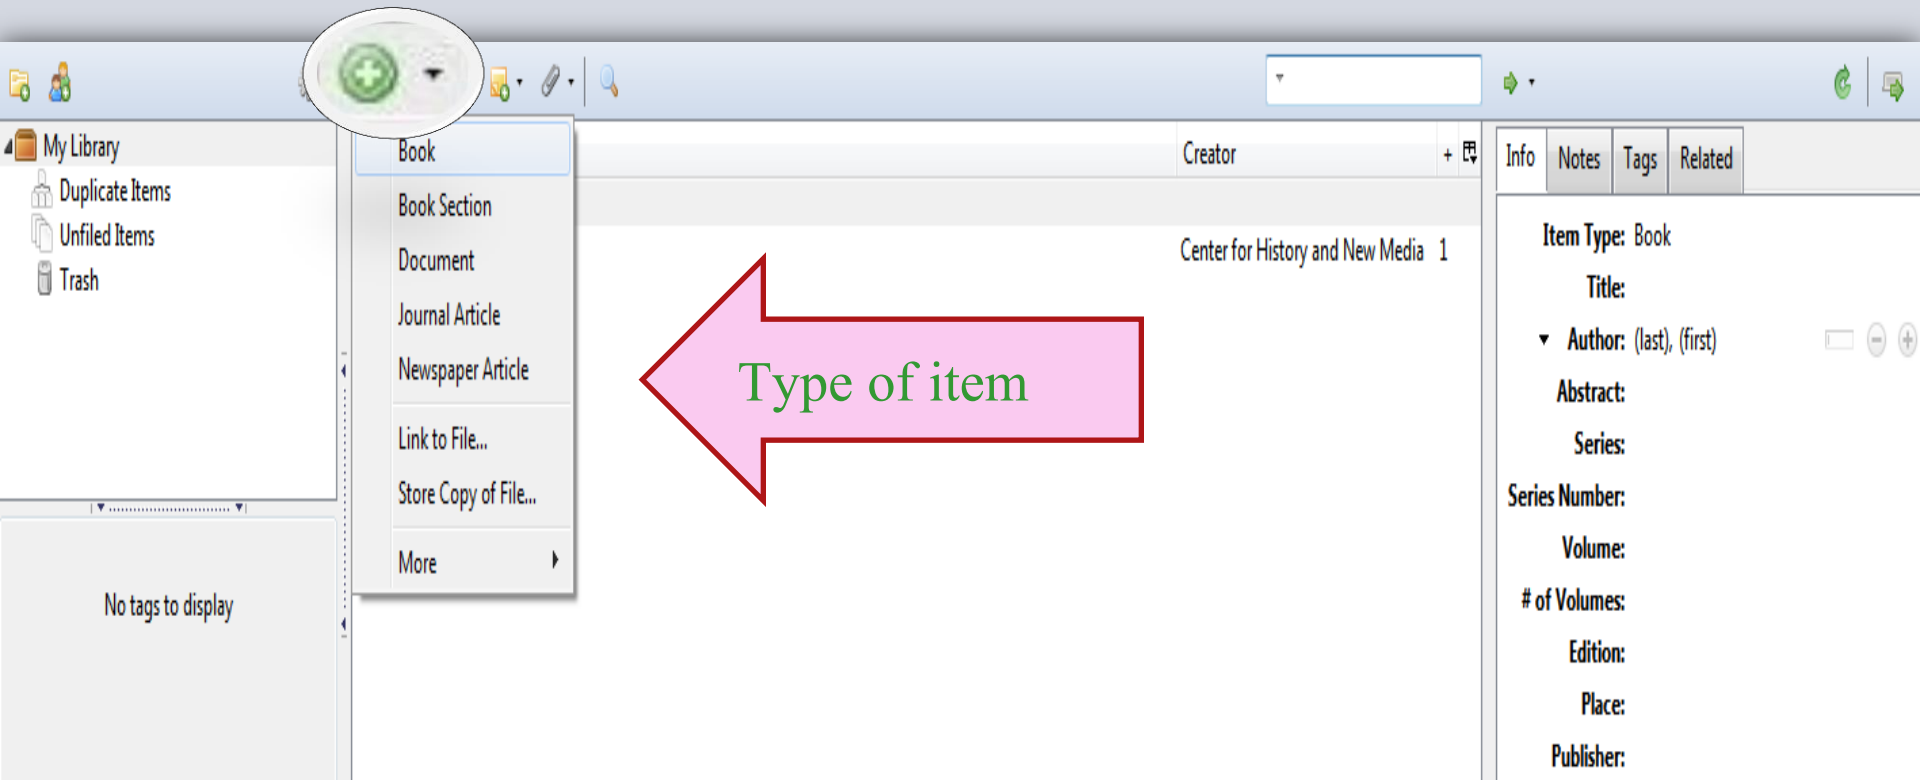 My Library
Duplicate Items
Unfiled Items
Trash
No tags to display
Book
Book Section
Document
Journal Article
Newspaper Article
Link to File...
Store Copy of File...
More
Type of item
Creator +
Center for History and New Media 1
Info Notes Tags Related
Item Type: Book
Title:
Author: (last), (first)
Abstract:
Series:
Series Number:
Volume:
# of Volumes:
Edition:
Place:
Publisher: